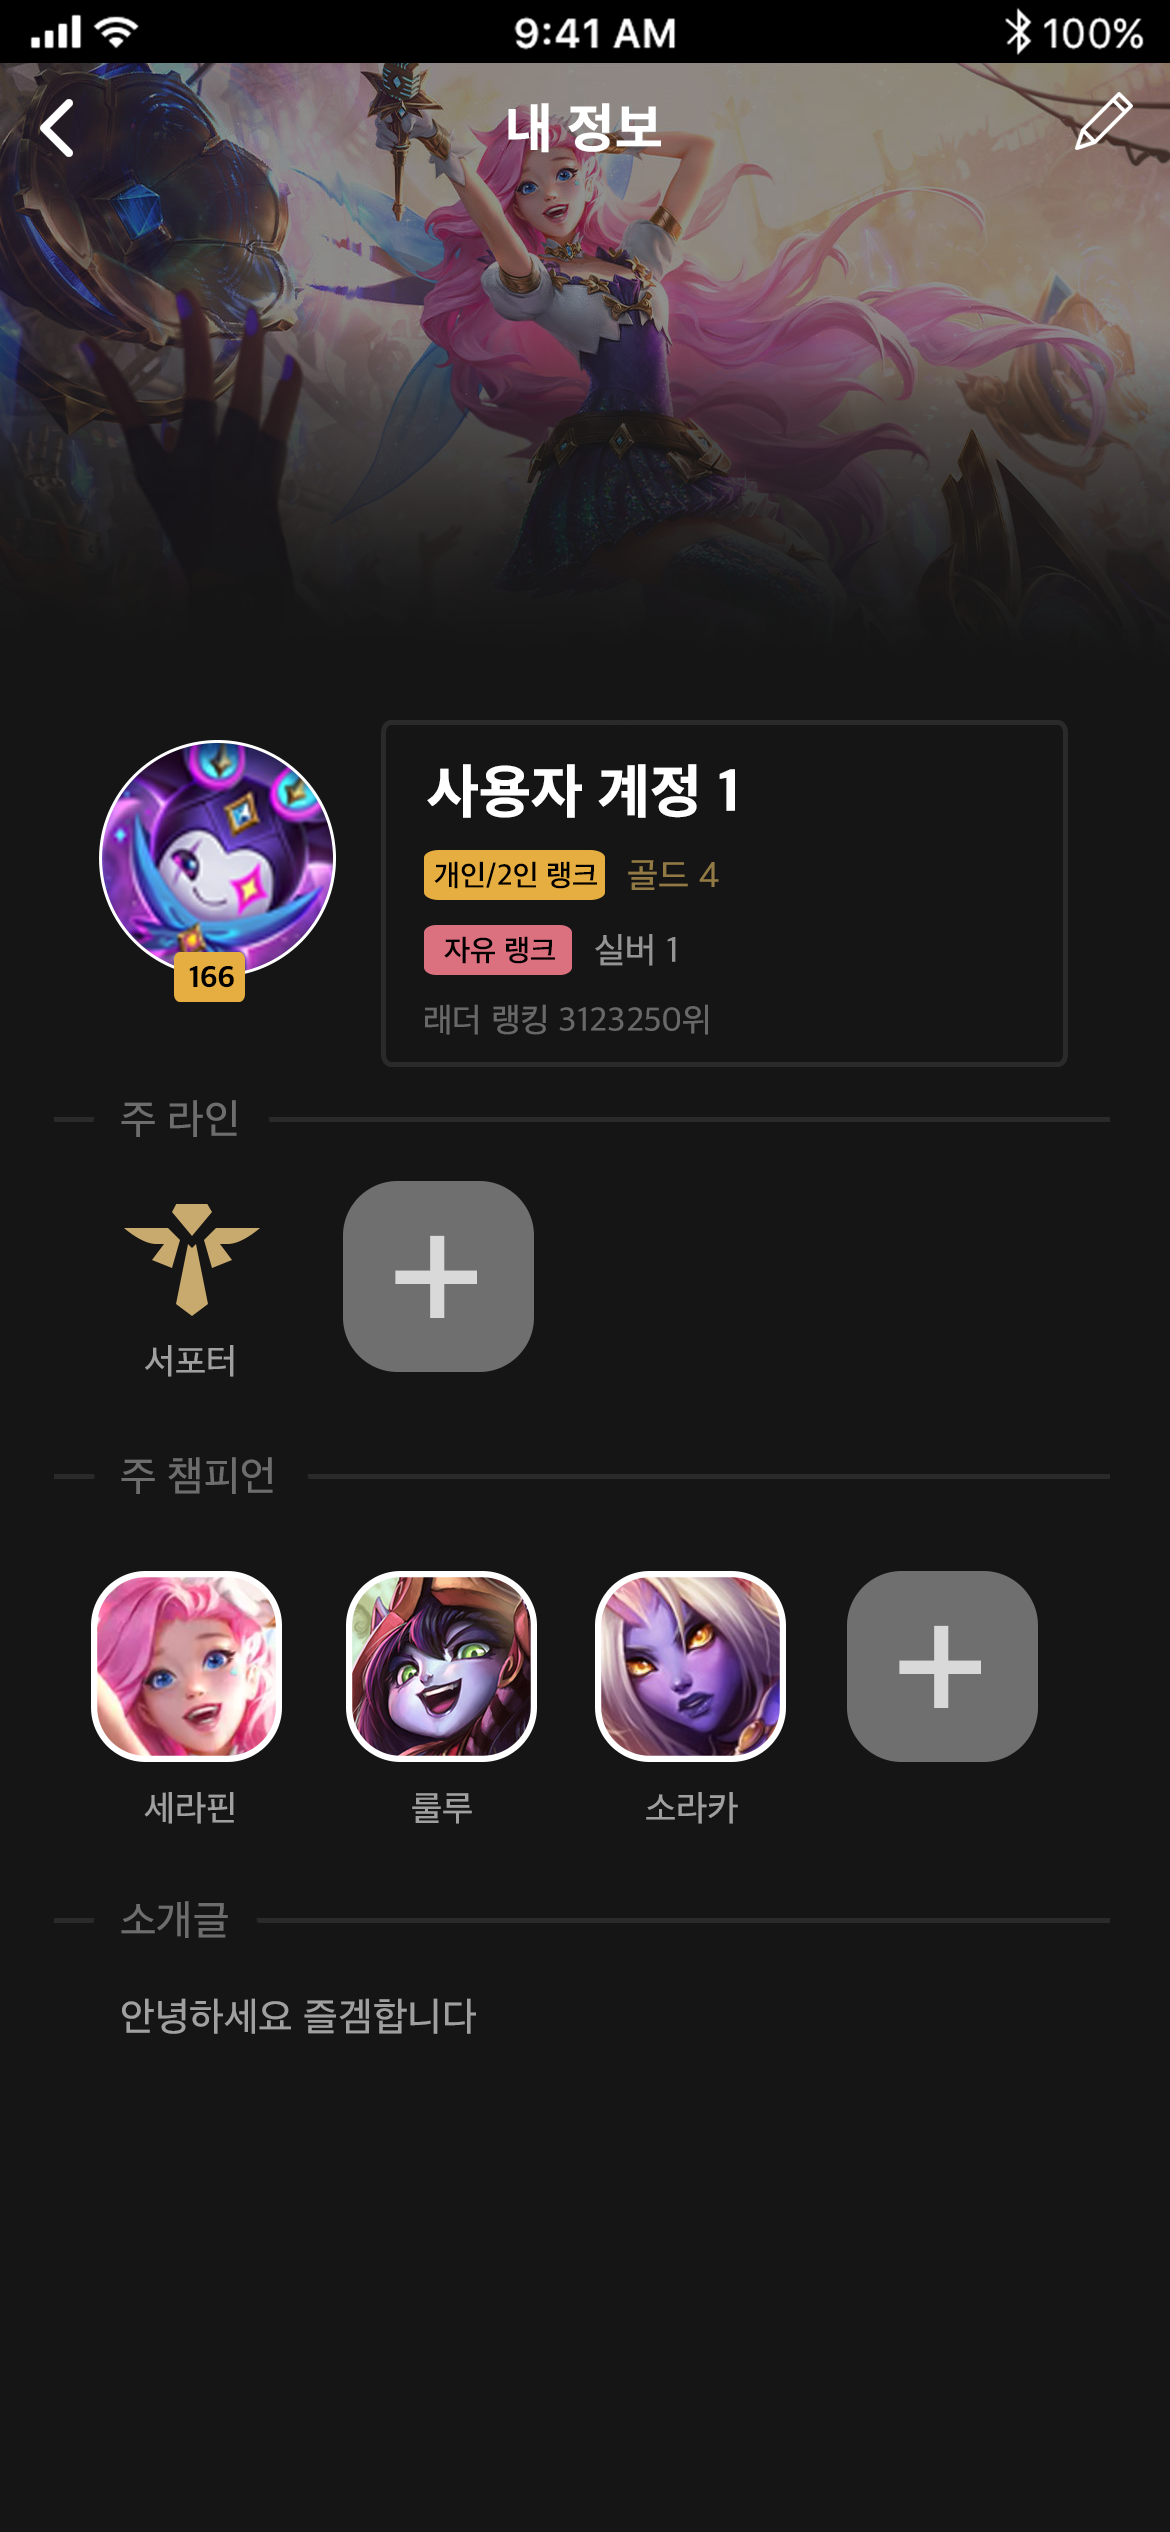 9:41 AM
100%
내 정보
사용자 계정 1
개인/2인 랭크 골드 4
자유 랭크 실버 1
래더 랭킹 3123250위
166
주 라인
서포터
주 챔피언
세라핀 룰루 소라카
소개글
안녕하세요 즐겜합니다